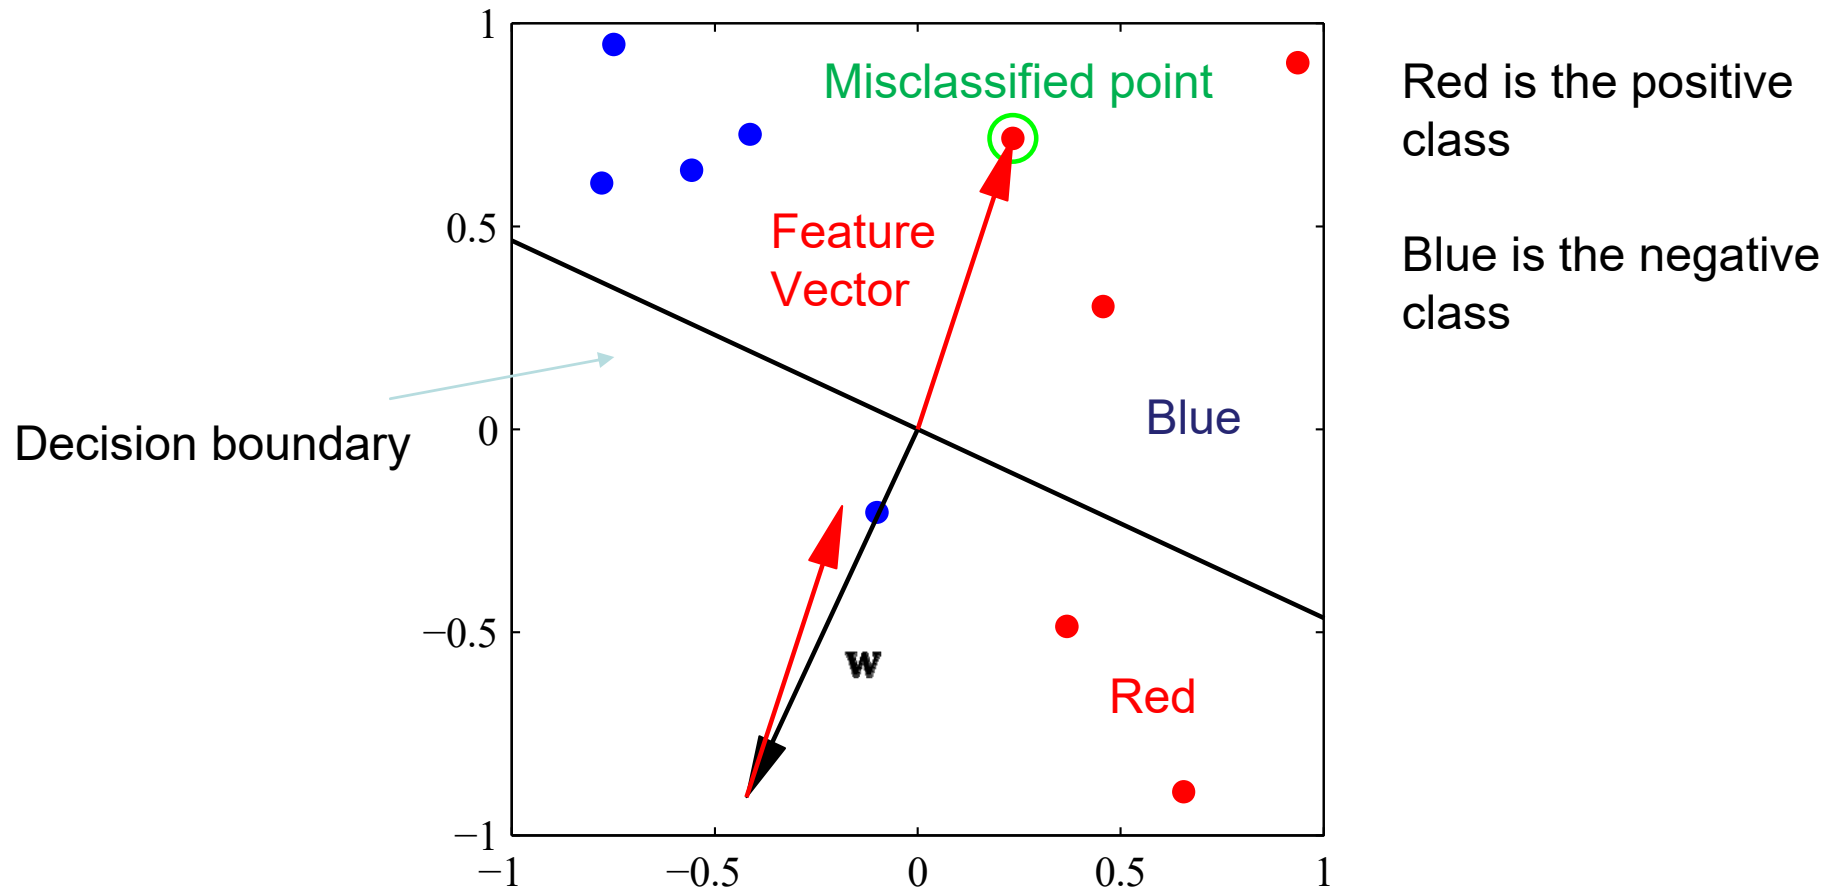 1
Misclassified point
Red is the positive
class
Feature
Vector
0.5
Blue is the negative
class
Blue
0
Decision boundary
−0.5
w
Red
−1
−1
−0.5
0
0.5
1